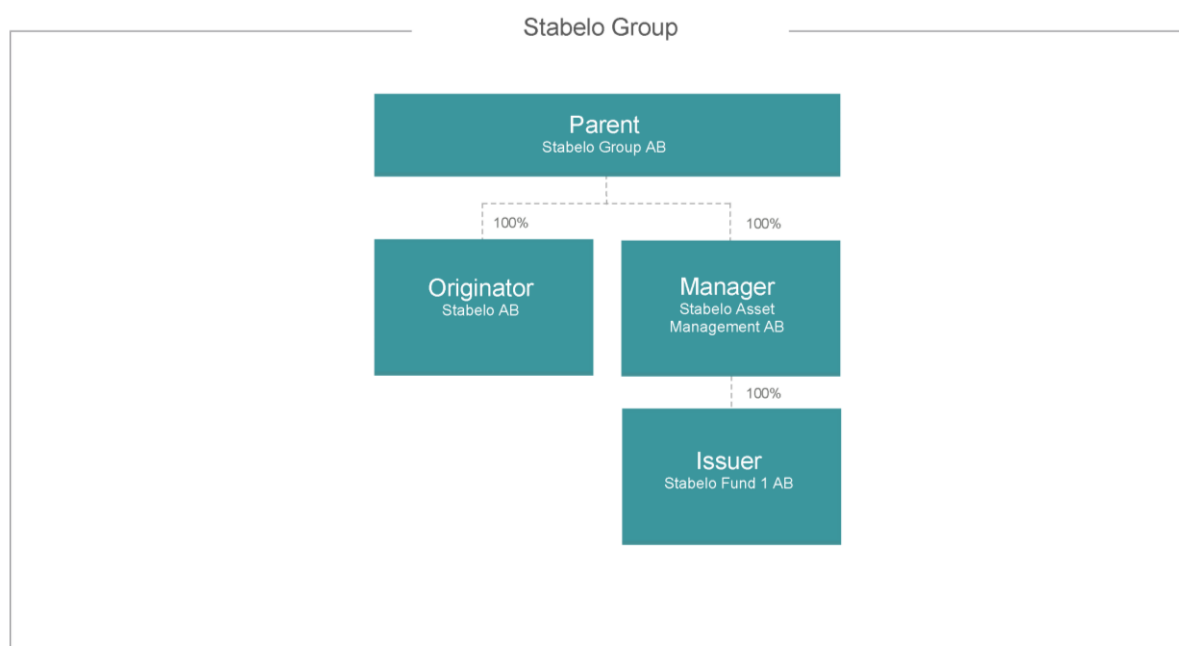 Stabelo Group
Parent
Stabelo Group AB
100%
100%
Originator
Stabelo AB
Manager
Stabelo Asset
Management AB
100%
Issuer
Stabelo Fund 1 AB